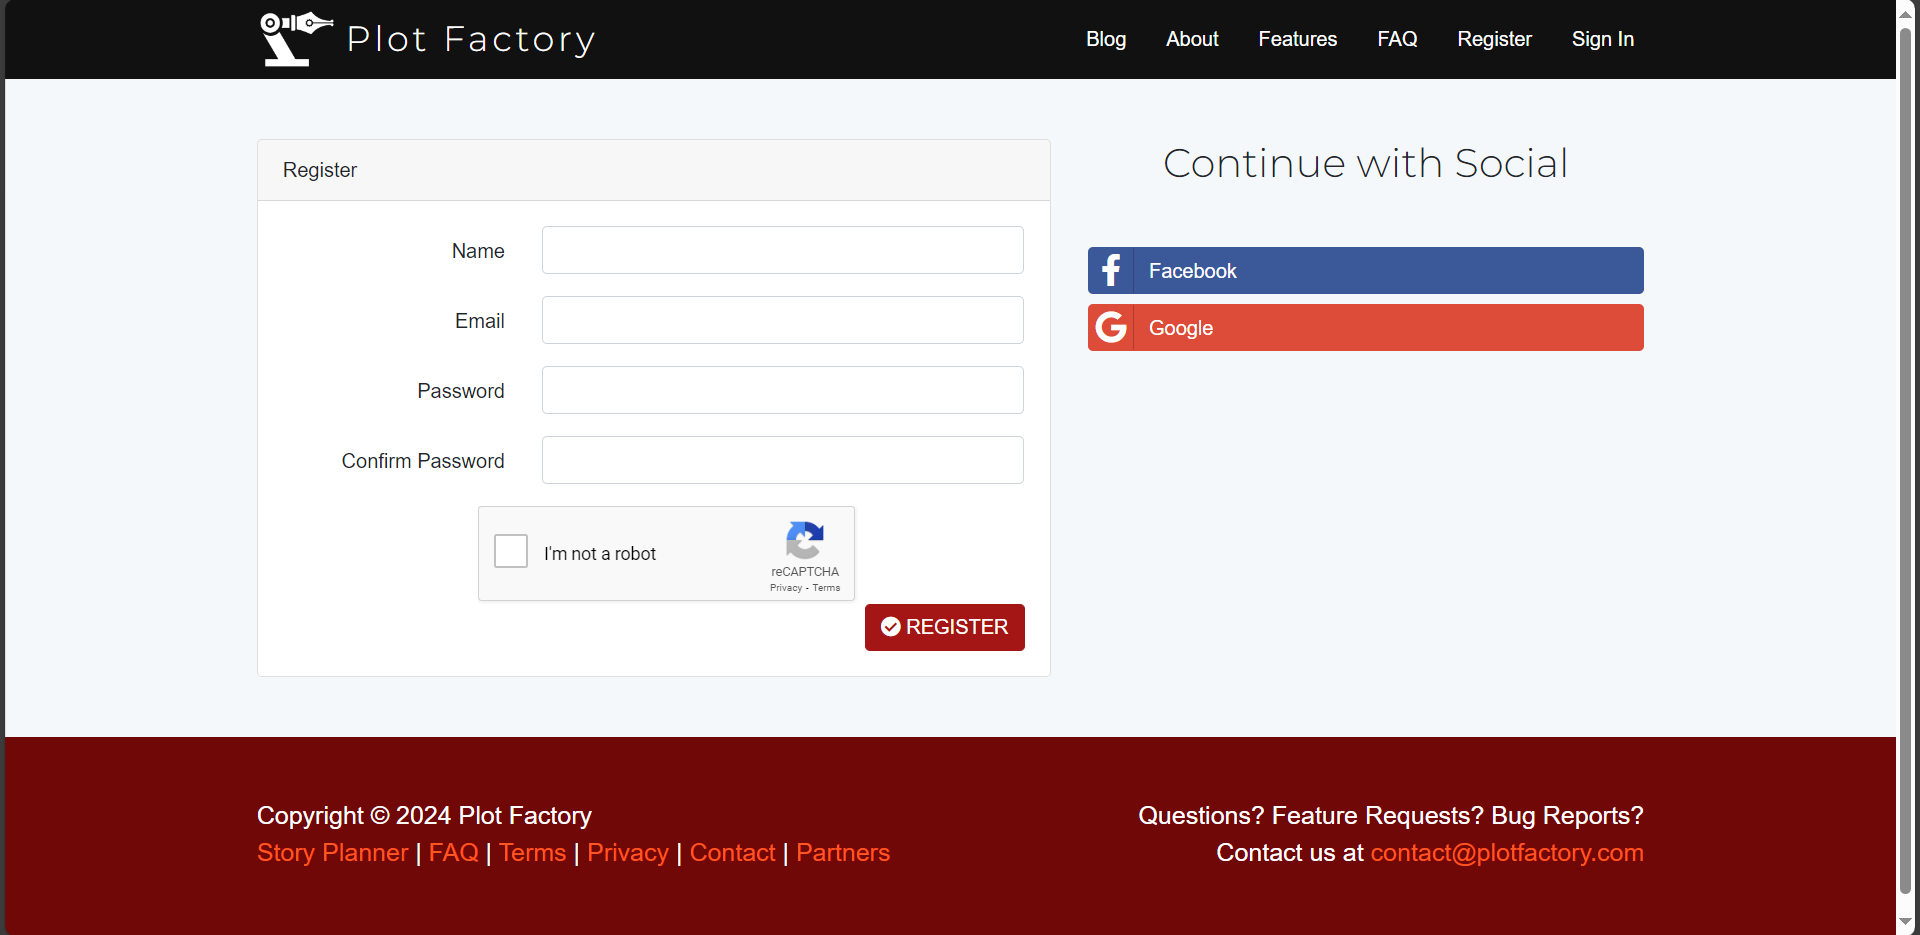 Plot Factory
Blog About Features FAQ Register Sign In
Register
Name
Email
Password
Confirm Password
I'm not a robot
reCAPTCHA
Privacy - Terms
REGISTER
Continue with Social
Facebook
Google
Copyright © 2024 Plot Factory
Story Planner | FAQ | Terms | Privacy | Contact | Partners
Questions? Feature Requests? Bug Reports?
Contact us at contact@plotfactory.com